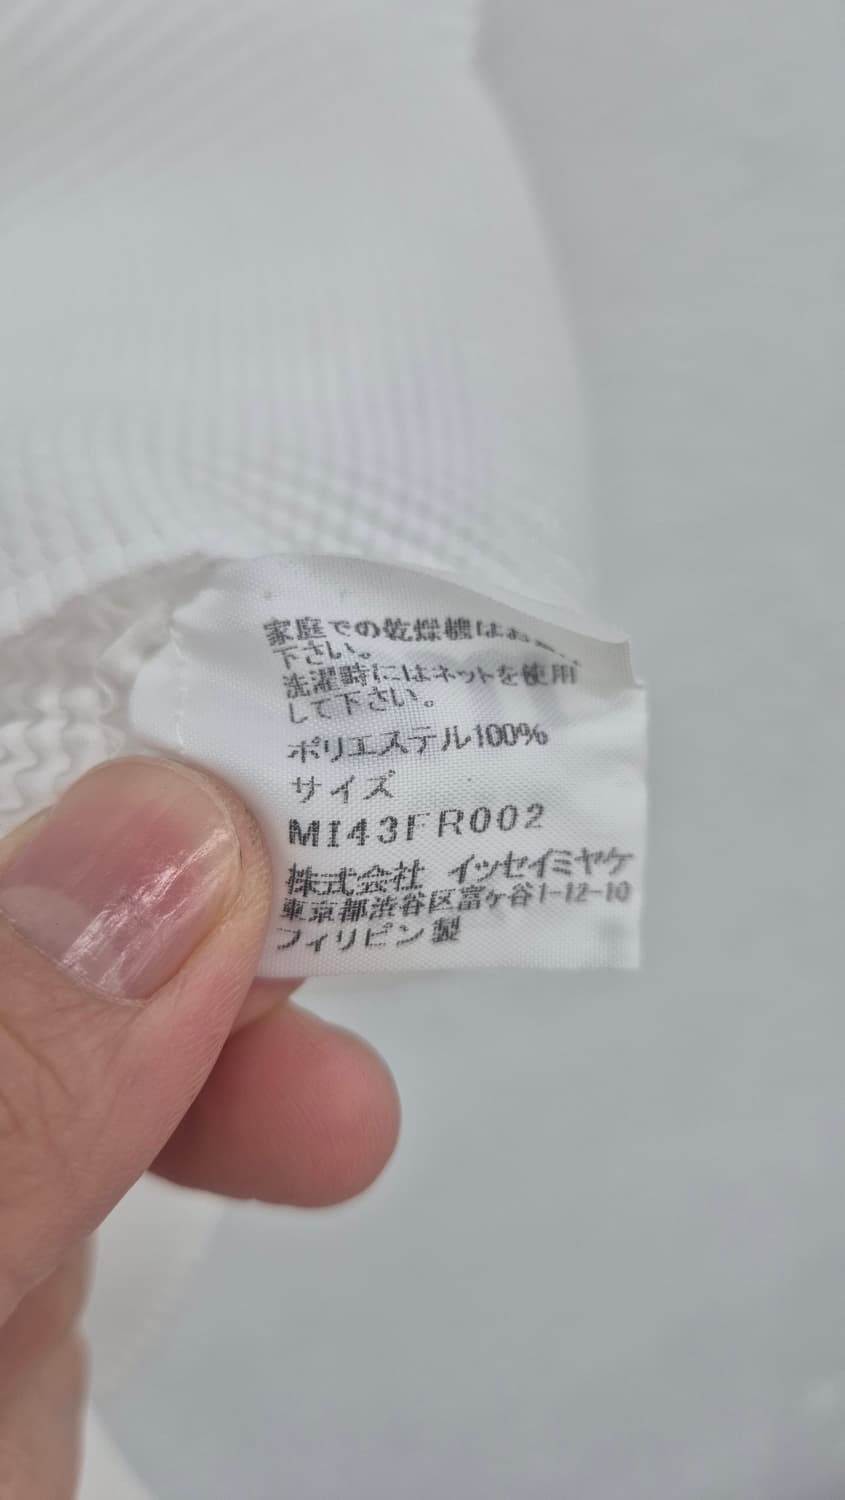 家庭での乾燥機はお
下さい。
洗濯時にはネットを使用
して下さい。
ポリエステル100%
サイズ
MI43FR002
株式会社 イッセイミヤケ
東京都渋谷区富ケ谷1-12-10
フィリピン製